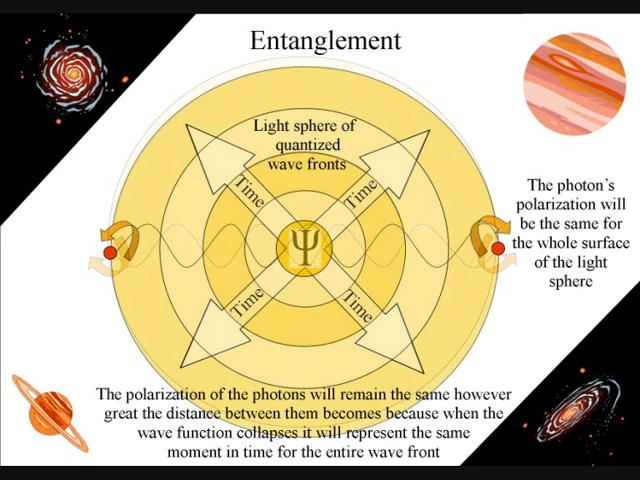 Entanglement
Light sphere of
quantized
wave fronts
Time
Time
Ψ
Time
Time
The photon's
polarization will
be the same for
the whole surface
of the light
sphere
The polarization of the photons will remain the same however
great the distance between them becomes because when the
wave function collapses it will represent the same
moment in time for the entire wave front